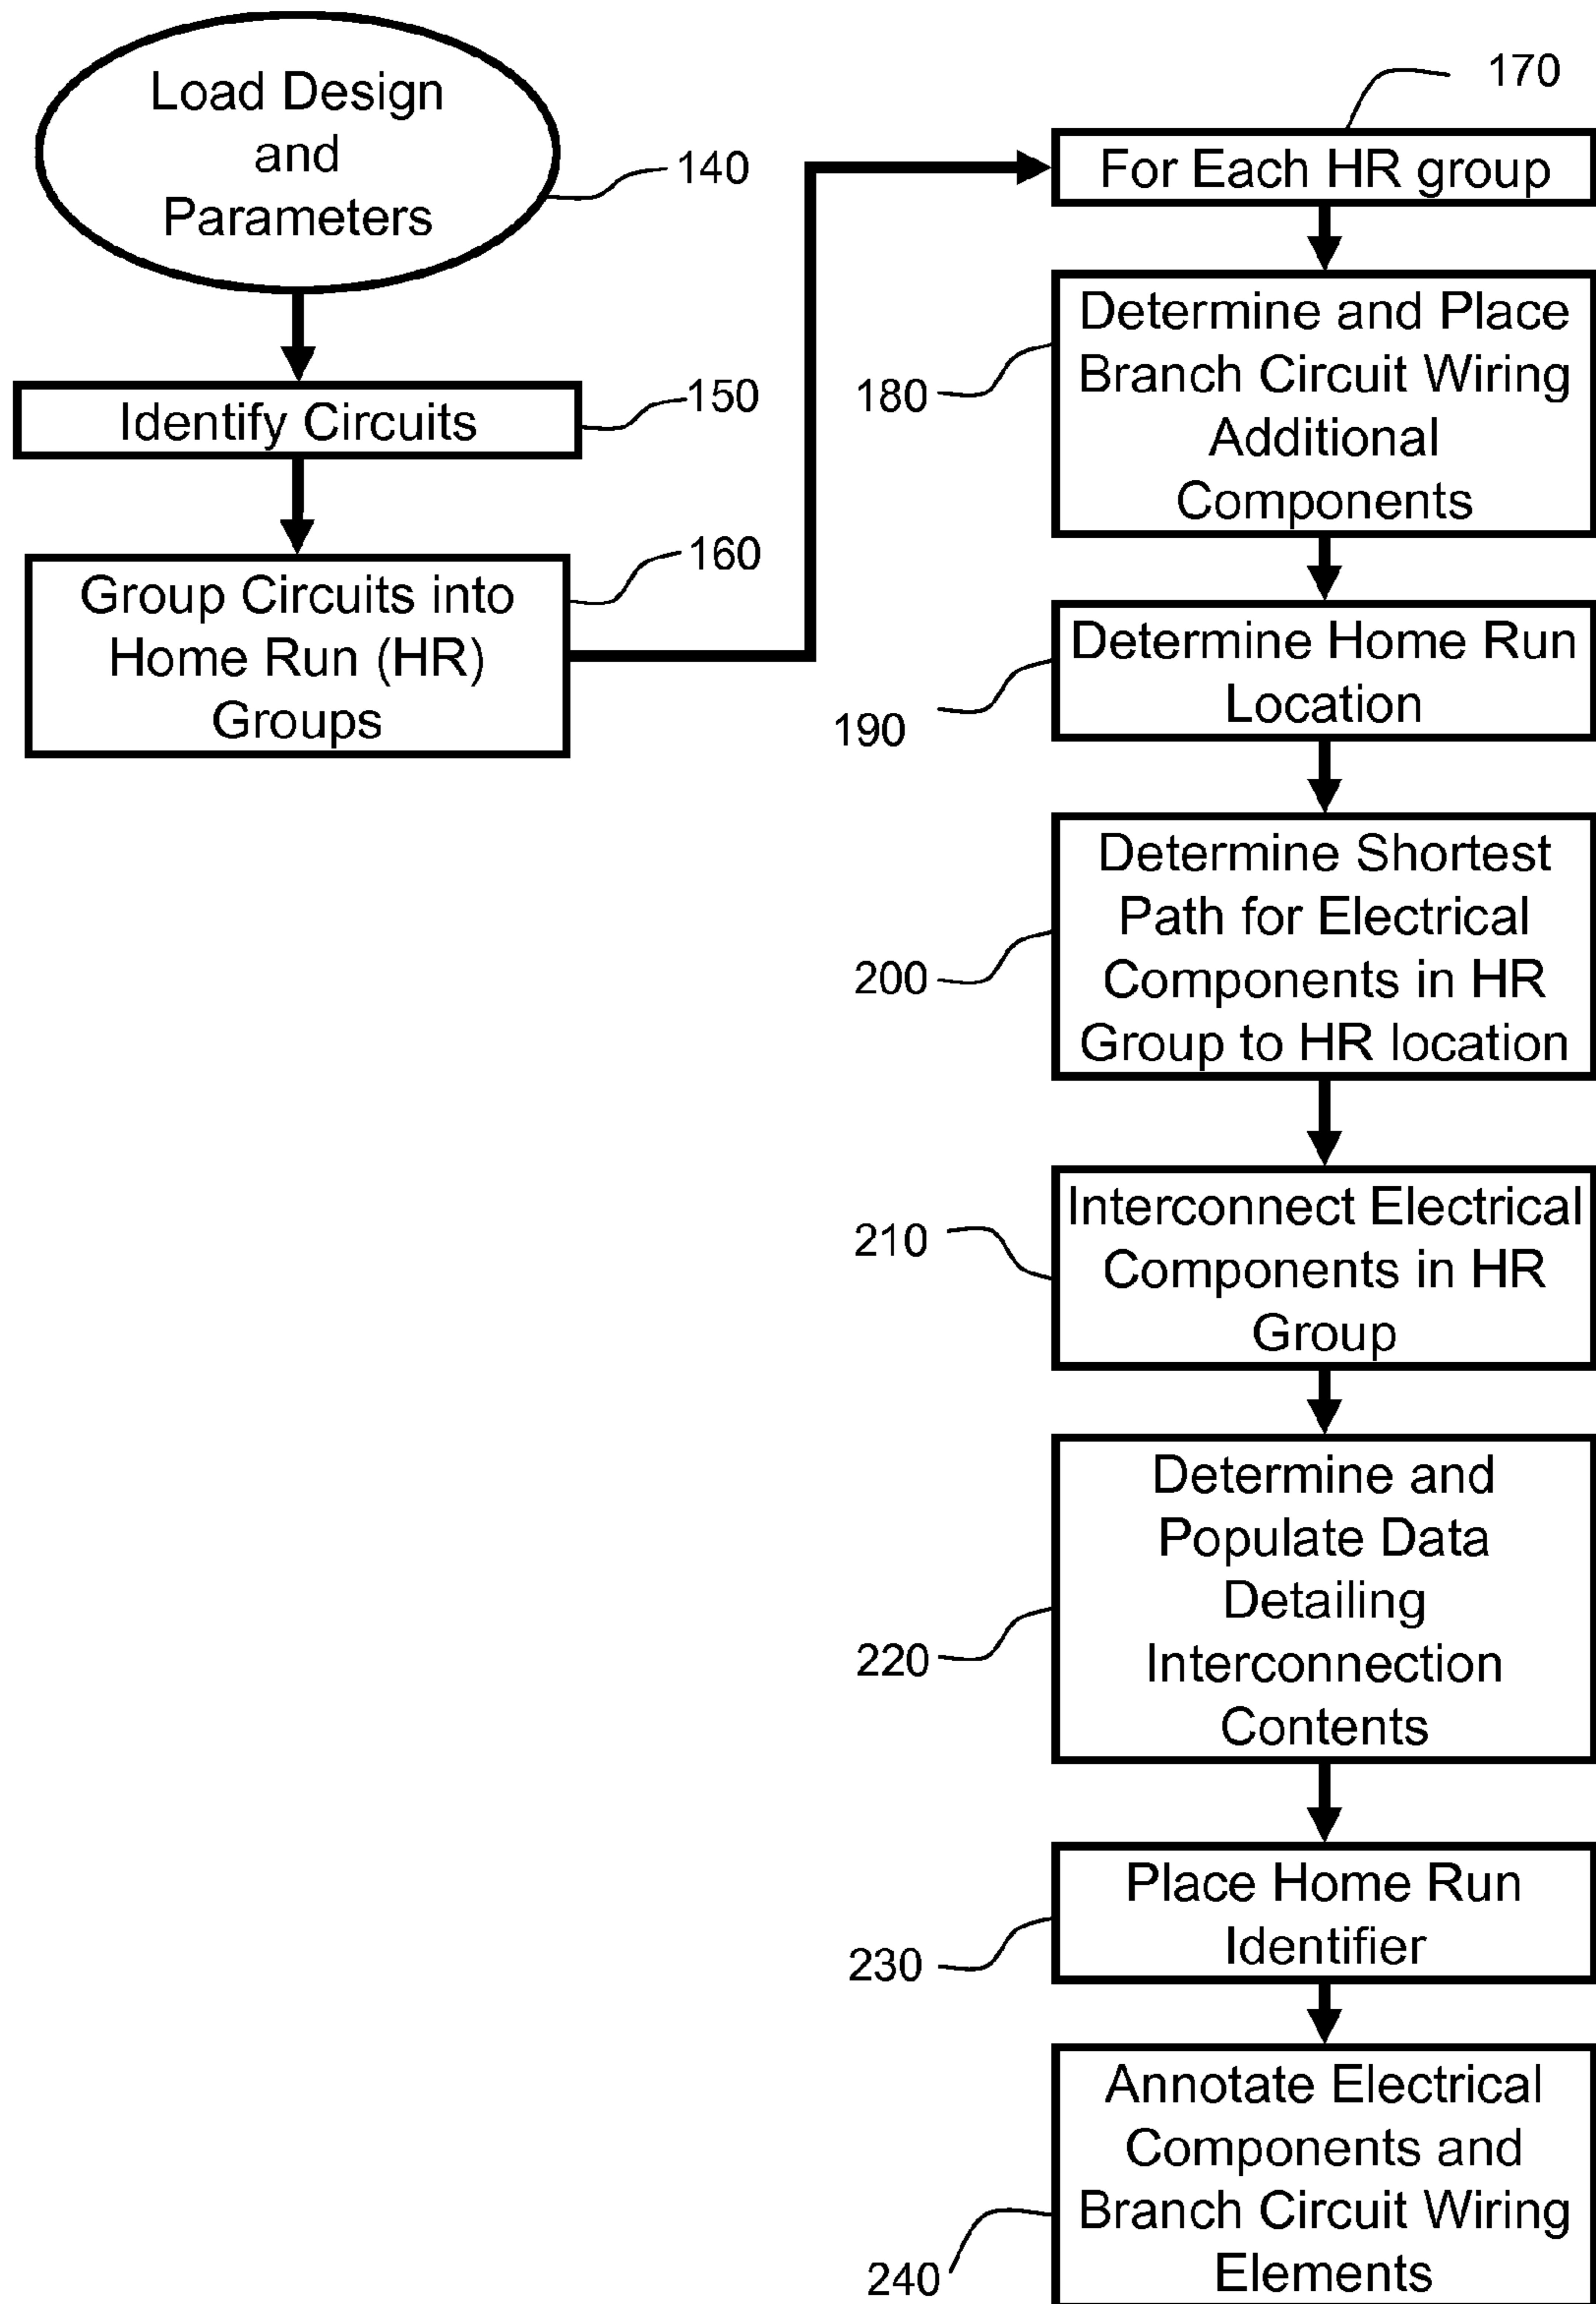 Load Design
and
Parameters
140
Identify Circuits
150
Group Circuits into
Home Run (HR)
Groups
160
170
For Each HR group
Determine and Place
Branch Circuit Wiring
Additional
Components
180
Determine Home Run
Location
190
Determine Shortest
Path for Electrical
Components in HR
Group to HR location
200
Interconnect Electrical
Components in HR
Group
210
Determine and
Populate Data
Detailing
Interconnection
Contents
220
Place Home Run
Identifier
230
Annotate Electrical
Components and
Branch Circuit Wiring
Elements
240